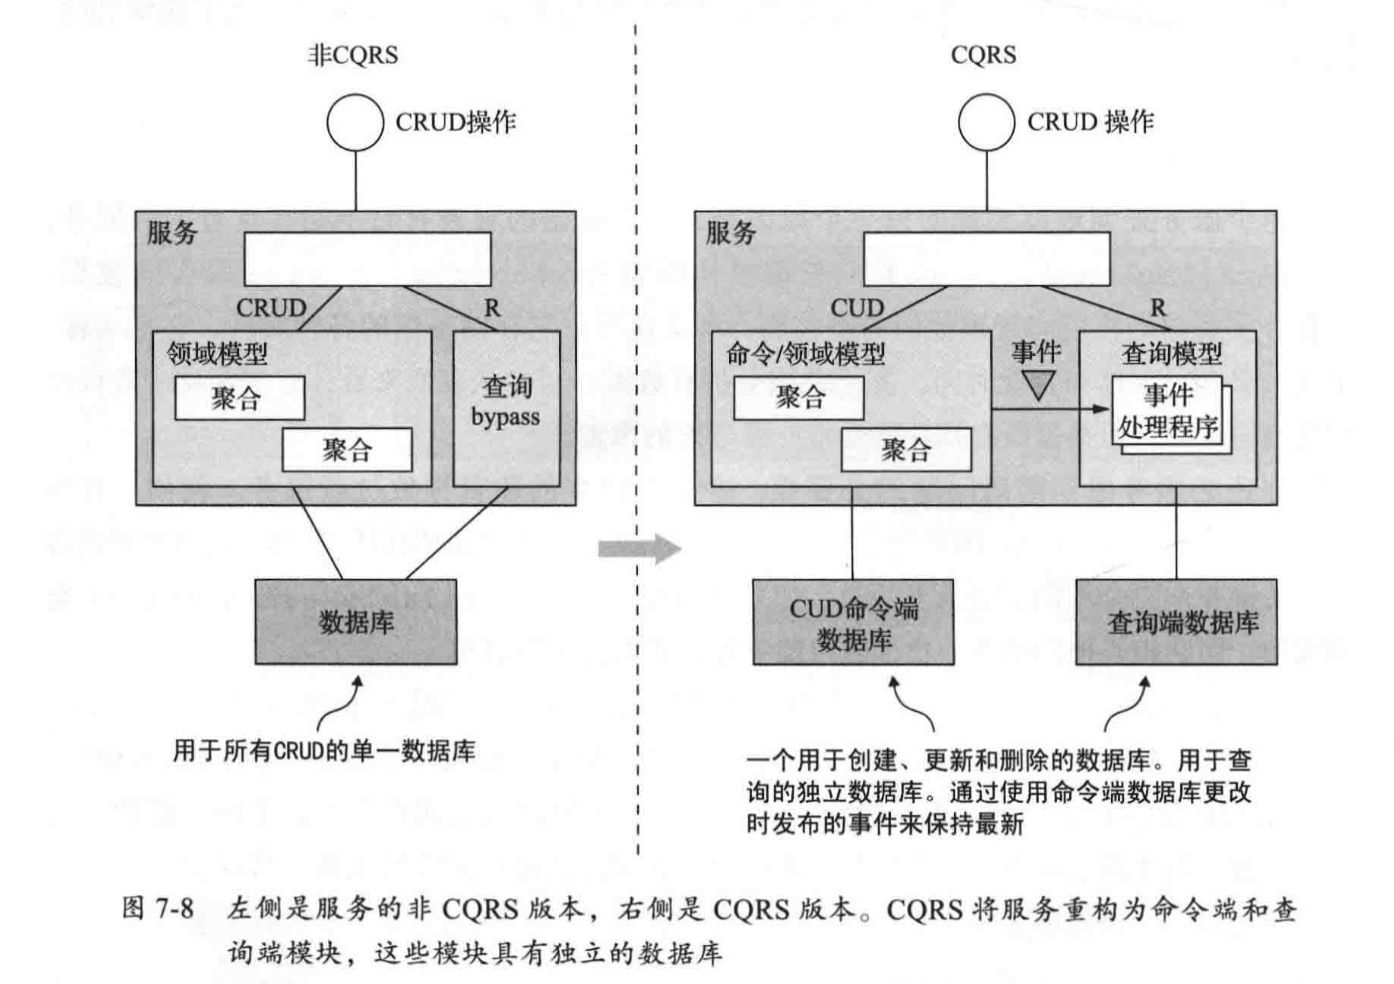 非CQRS
CRUD操作
服务
CRUD
R
领域模型
聚合
聚合
查询
bypass
数据库
用于所有CRUD的单一数据库
CQRS
CRUD 操作
服务
CUD
R
命令/领域模型
聚合
聚合
事件
查询模型
事件
处理程序
CUD命令端
数据库
查询端数据库
一个用于创建、更新和删除的数据库。用于查
询的独立数据库。通过使用命令端数据库更改
时发布的事件来保持最新
图 7-8 左侧是服务的非 CQRS 版本，右侧是 CQRS 版本。CQRS 将服务重构为命令端和查
询端模块，这些模块具有独立的数据库